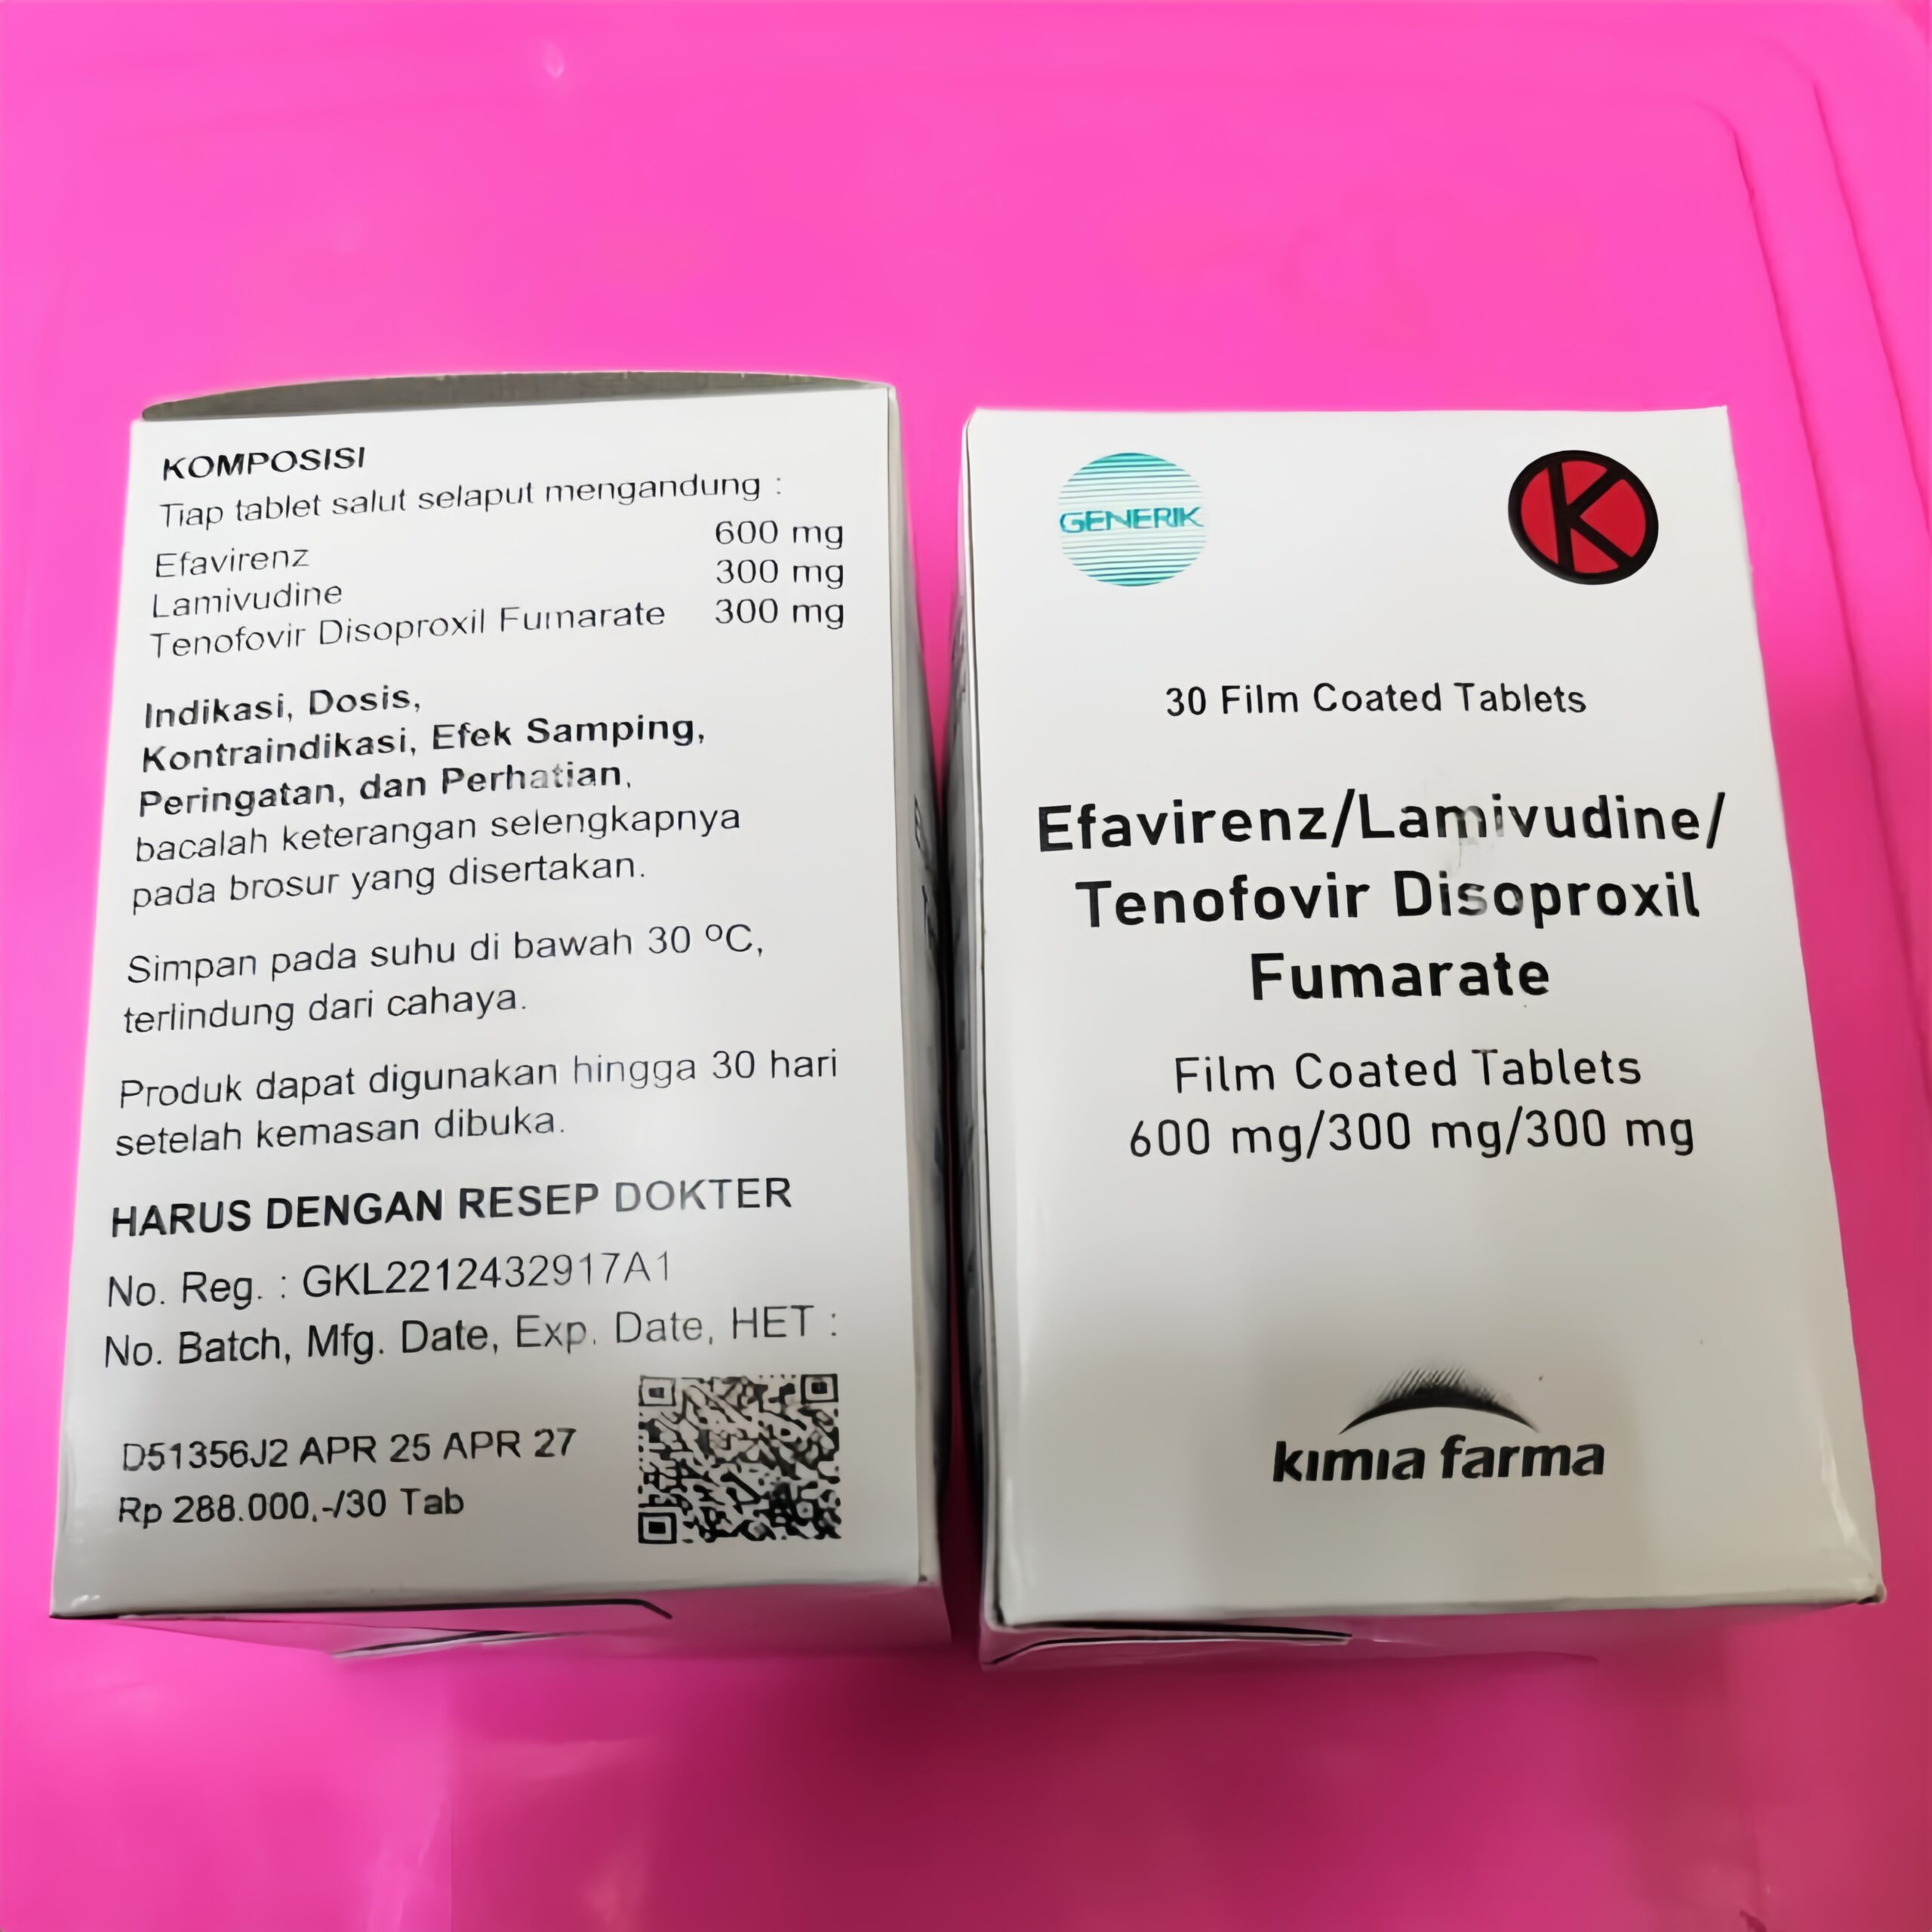 KOMPOSISI
Tiap tablet salut selaput mengandung :
Efavirenz 600 mg
Lamivudine 300 mg
Tenofovir Disoproxil Fumarate 300 mg
Indikasi, Dosis,
Kontraindikasi, Efek Samping,
Peringatan, dan Perhatian,
bacalah keterangan selengkapnya
pada brosur yang disertakan.
Simpan pada suhu di bawah 30 ºC,
terlindung dari cahaya.
Produk dapat digunakan hingga 30 hari
setelah kemasan dibuka.
HARUS DENGAN RESEP DOKTER
No. Reg. : GKL2212432917A1
No. Batch, Mfg. Date, Exp. Date, HET :
D51356J2 APR 25 APR 27
Rp 288.000,-/30 Tab
GENERIK
K
30 Film Coated Tablets
Efavirenz/Lamivudine/
Tenofovir Disoproxil
Fumarate
Film Coated Tablets
600 mg/300 mg/300 mg
kimia farma